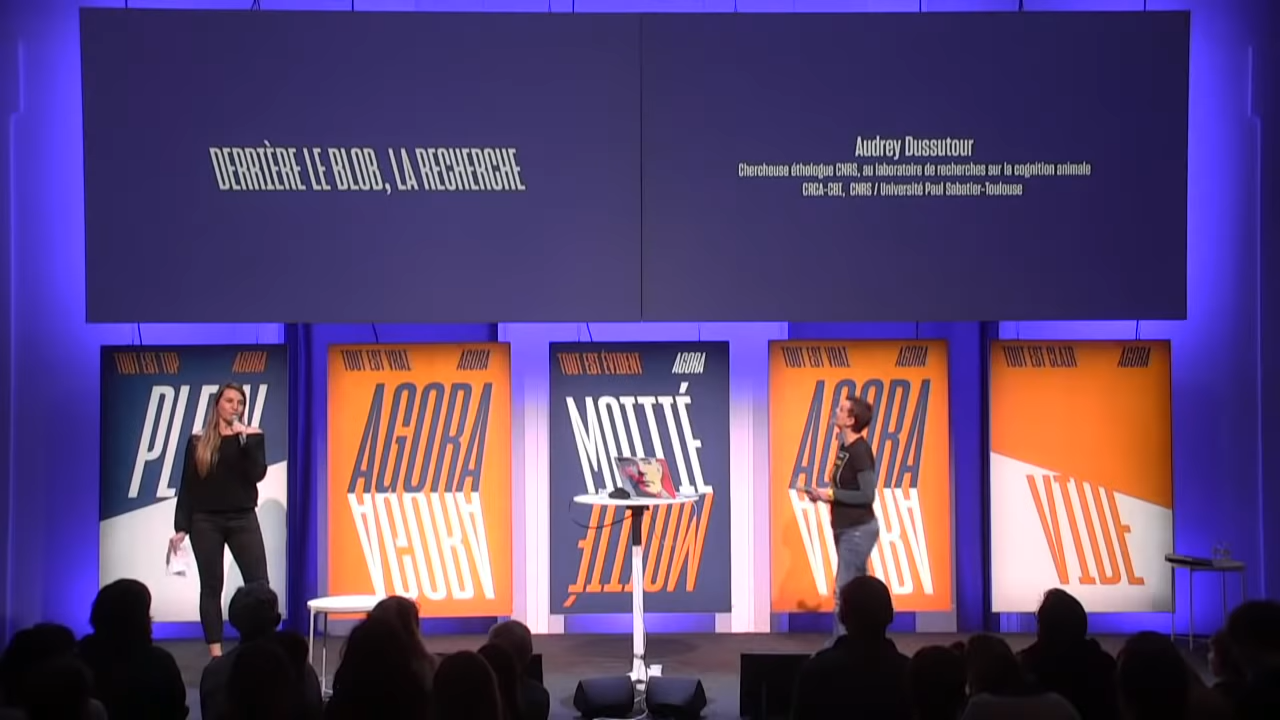 DERRIÈRE LE BLOB, LA RECHERCHE
Audrey Dussutour
Chercheuse éthologue CNRS, au laboratoire de recherches sur la cognition animale
CRCA-CBI, CNRS / Université Paul Sabatier-Toulouse
TOUT EST TOP AGORA
TOUT EST VRAI AGORA
AGORA
AGORA
TOUT EST ÉVIDENT AGORA
MOITIÉ
MOITIÉ
TOUT EST VRAI AGORA
AGORA
AGORA
TOUT EST CLAIR AGORA
VIDE